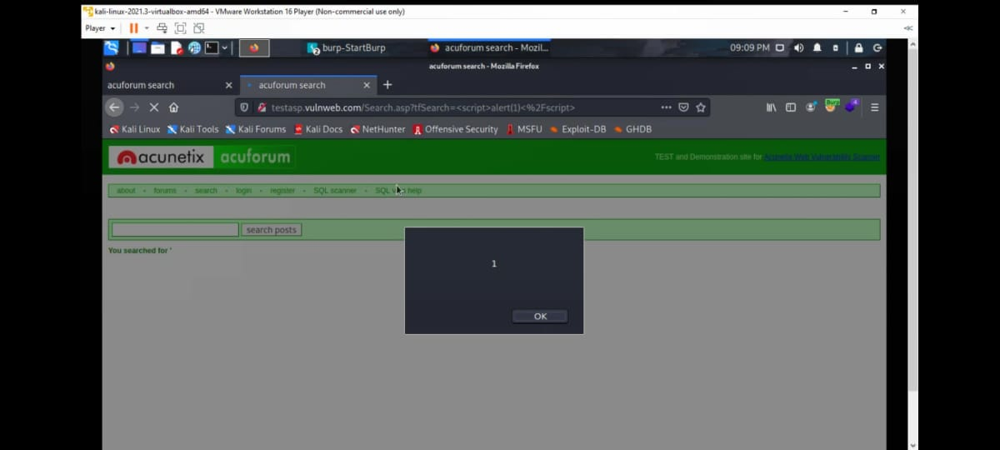 kali-linux-2021.3-virtualbox-amd64 - VMware Workstation 16 Player (Non-commercial use only)
Player
burp-StartBurp
acuforum search - Mozil...
09:09 PM
acuforum search - Mozilla Firefox
acuforum search
acuforum search
testasp.vulnweb.com/Search.asp?tfSearch=<script>alert(1)<%2Fscript>
Burp
4
Kali Linux Kali Tools Kali Forums Kali Docs NetHunter Offensive Security MSFU Exploit-DB GHDB
acunetix acuforum
TEST and Demonstration site for Acunetix Web Vulnerability Scanner
about - forums - search - login - register - SQL scanner - SQL help
search posts
You searched for '
1
OK